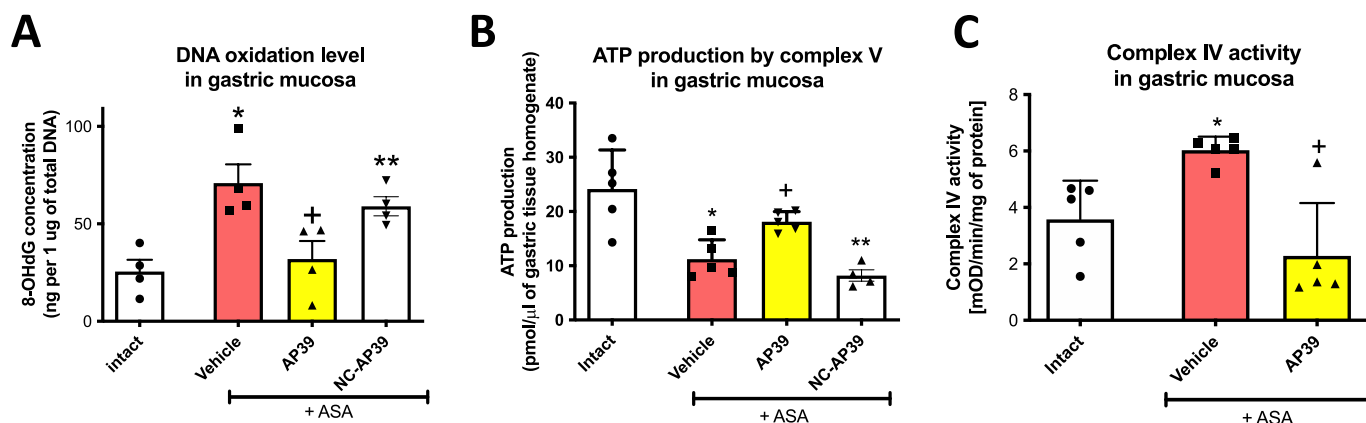 A
DNA oxidation level
in gastric mucosa
8-OHdG concentration
(ng per 1 ug of total DNA)
100
50
0
*
+
**
intact
Vehicle
AP39
NC-AP39
+ ASA
B
ATP production by complex V
in gastric mucosa
ATP production
(pmol/µl of gastric tissue homogenate)
40
30
20
10
0
*
+
**
Intact
Vehicle
AP39
NC-AP39
+ ASA
C
Complex IV activity
in gastric mucosa
Complex IV activity
[mOD/min/mg of protein]
8
6
4
2
0
*
+
Intact
Vehicle
AP39
+ ASA